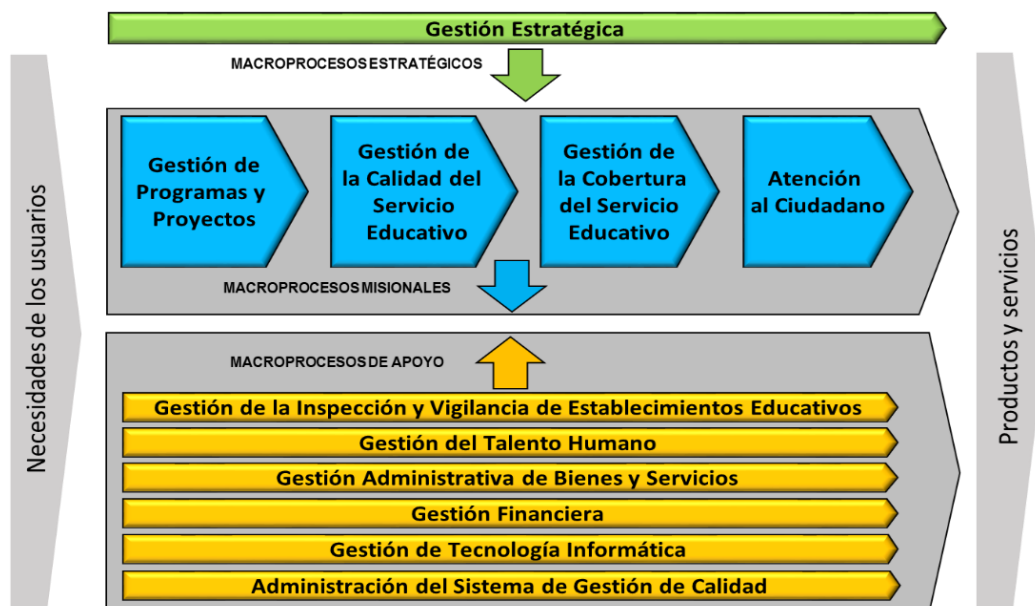 Gestión Estratégica
MACROPROCESOS ESTRATÉGICOS
Necesidades de los usuarios
Gestión de
Programas y
Proyectos
Gestión de
la Calidad del
Servicio
Educativo
Gestión de
la Cobertura
del Servicio
Educativo
Atención
al Ciudadano
MACROPROCESOS MISIONALES
Productos y servicios
MACROPROCESOS DE APOYO
Gestión de la Inspección y Vigilancia de Establecimientos Educativos
Gestión del Talento Humano
Gestión Administrativa de Bienes y Servicios
Gestión Financiera
Gestión de Tecnología Informática
Administración del Sistema de Gestión de Calidad